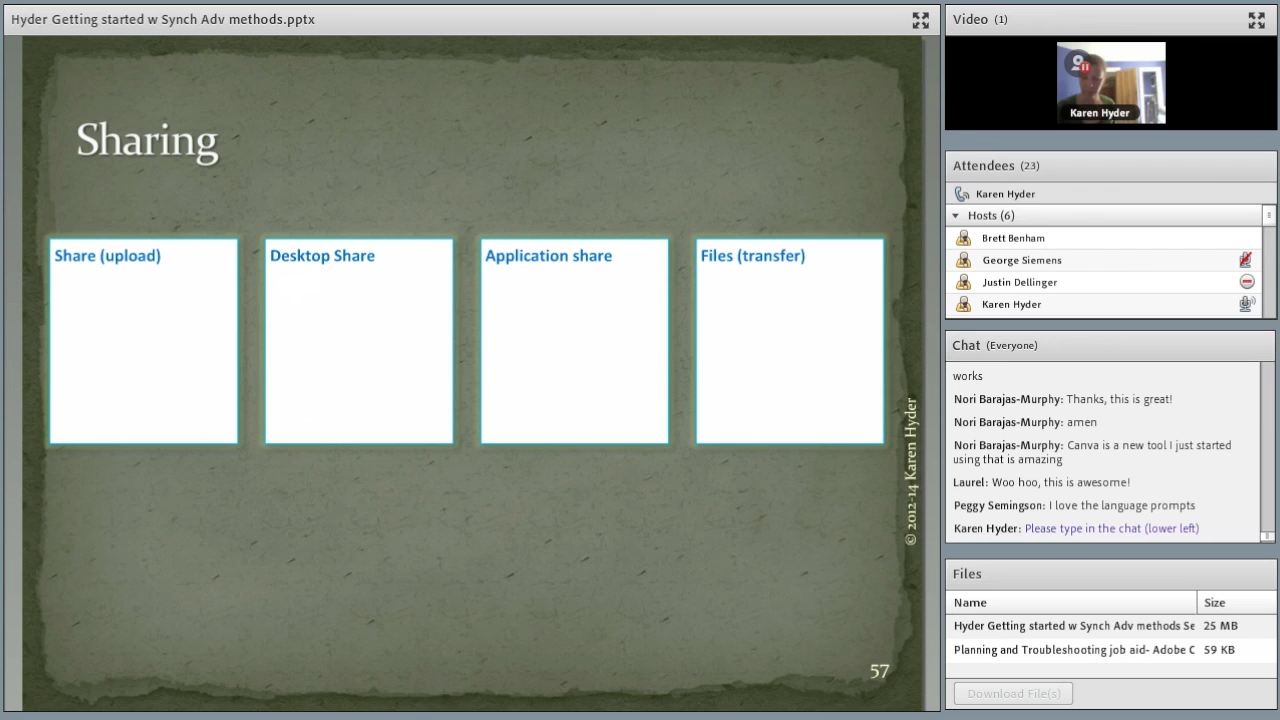 Hyder Getting started w Synch Adv methods.pptx
Sharing
Share (upload)
Desktop Share
Application share
Files (transfer)
© 2012-14 Karen Hyder
57
Video (1)
Karen Hyder
Attendees (23)
Karen Hyder
Hosts (6)
Brett Benham
George Siemens
Justin Dellinger
Karen Hyder
Chat (Everyone)
works
Nori Barajas-Murphy: Thanks, this is great!
Nori Barajas-Murphy: amen
Nori Barajas-Murphy: Canva is a new tool I just started
using that is amazing
Laurel: Woo hoo, this is awesome!
Peggy Semingson: I love the language prompts
Karen Hyder: Please type in the chat (lower left)
Files
Name Size
Hyder Getting started w Synch Adv methods Se 25 MB
Planning and Troubleshooting job aid- Adobe C 59 KB
Download File(s)